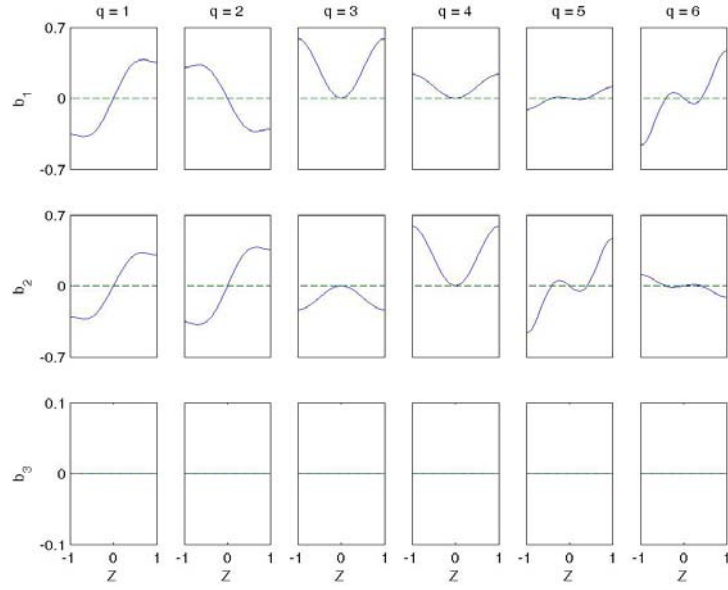 q = 1 q = 2 q = 3 q = 4 q = 5 q = 6
0.7
b1
0
-0.7
0.7
b2
0
-0.7
0.1
b3
0
-0.1
-1 0 1 -1 0 1 -1 0 1 -1 0 1 -1 0 1 -1 0 1
Z Z Z Z Z Z